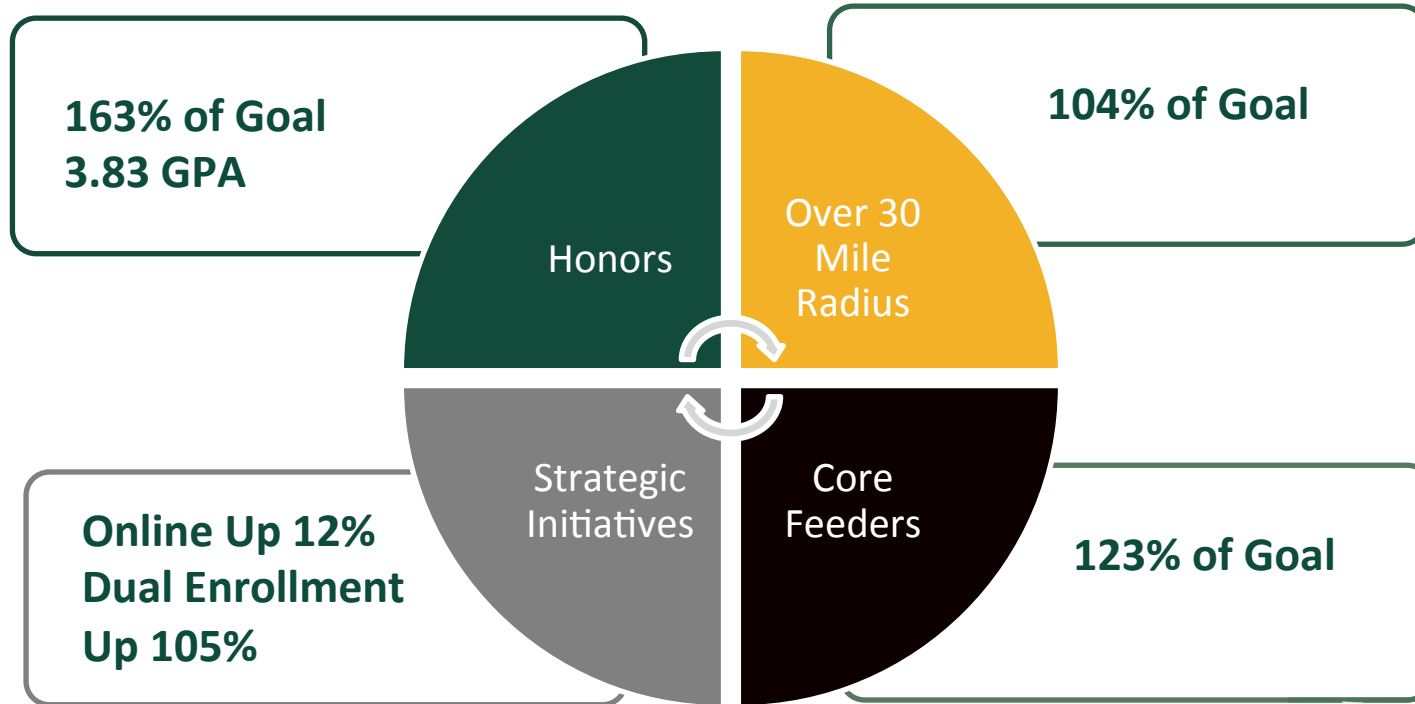 163% of Goal
3.83 GPA
Honors
Over 30
Mile
Radius
104% of Goal
Online Up 12%
Dual Enrollment
Up 105%
Strategic
Initiatives
Core
Feeders
123% of Goal